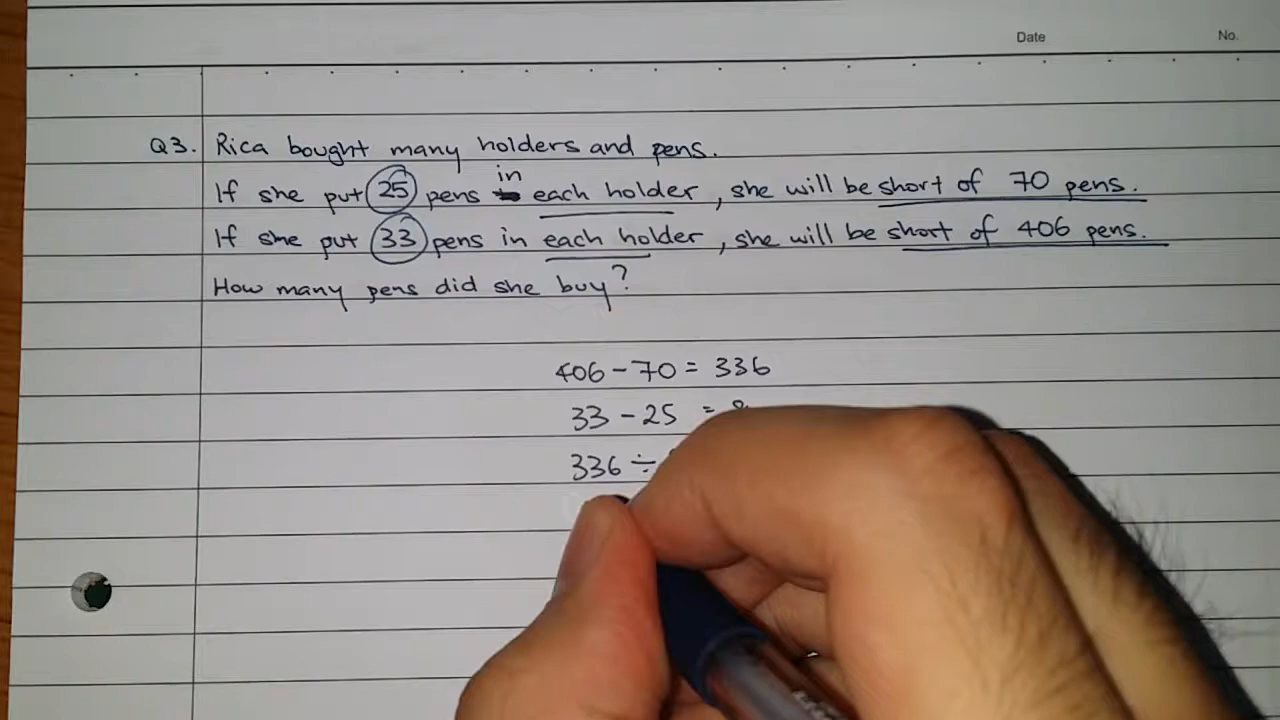 Date No.
Q3. Rica bought many holders and pens.
in
If she put 25 pens each holder, she will be short of 70 pens.
If she put 33 pens in each holder, she will be short of 406 pens.
How many pens did she buy?
406 - 70 = 336
33 - 25 =
336 ÷